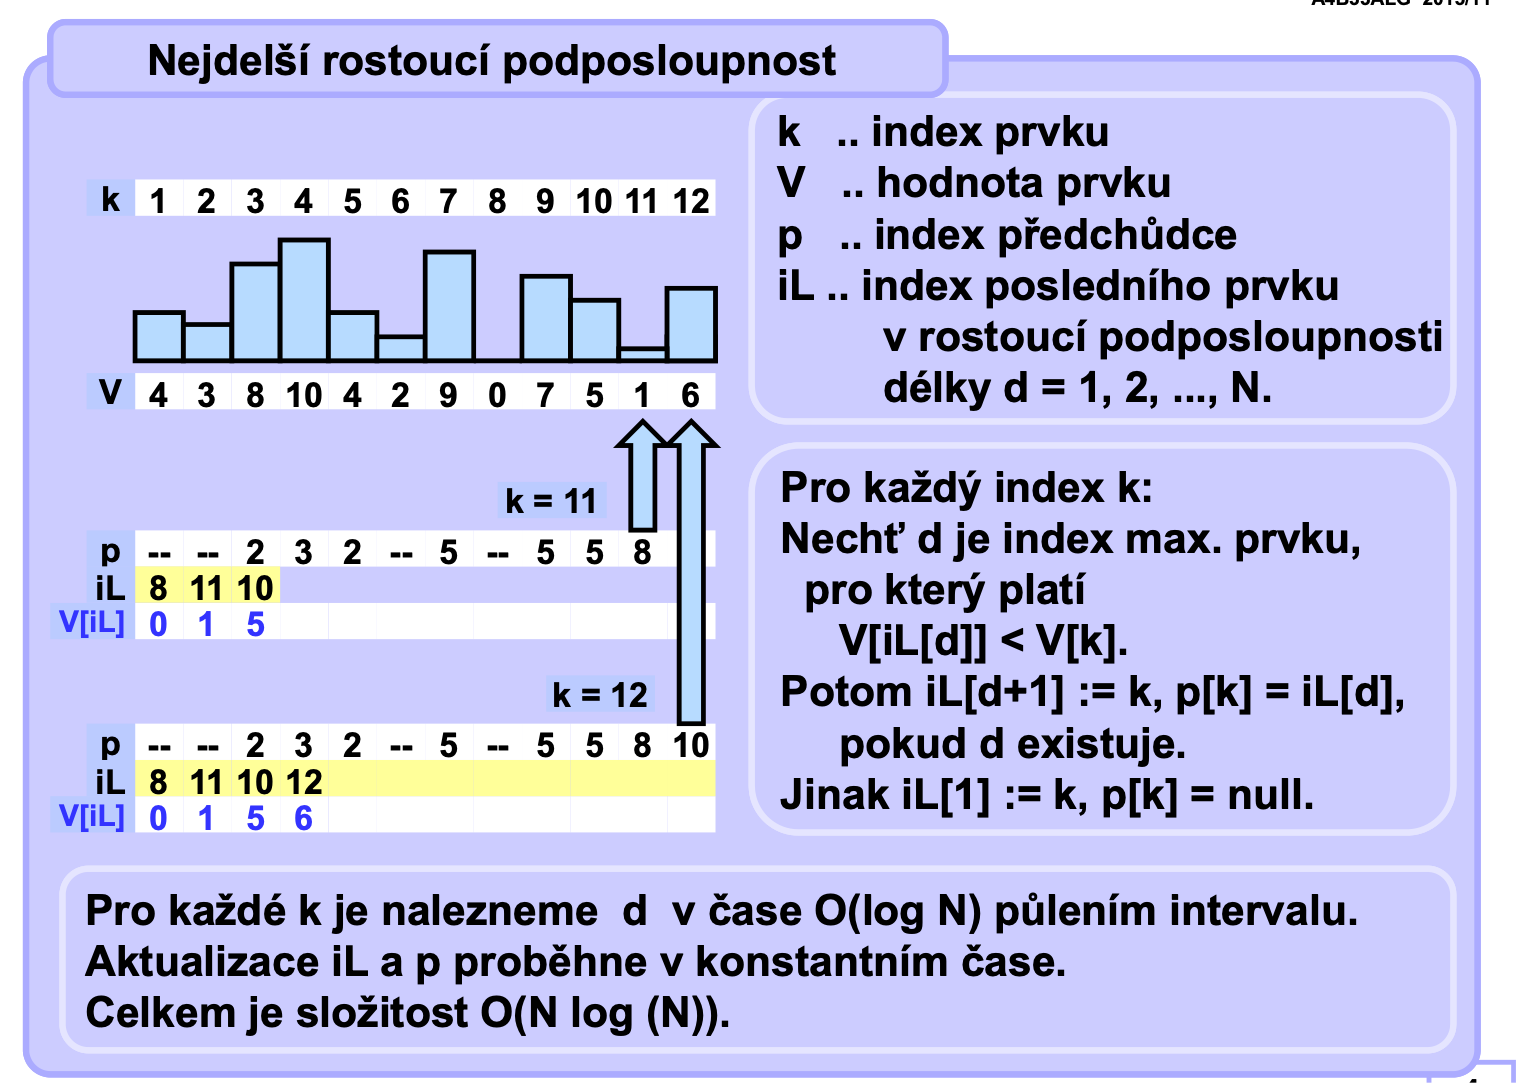 Nejdelší rostoucí podposloupnost
k 1 2 3 4 5 6 7 8 9 10 11 12
V 4 3 8 10 4 2 9 0 7 5 1 6
k = 11
p -- -- 2 3 2 -- 5 -- 5 5 8
iL 8 11 10
V[iL] 0 1 5
k = 12
p -- -- 2 3 2 -- 5 -- 5 5 8 10
iL 8 11 10 12
V[iL] 0 1 5 6
k .. index prvku
V .. hodnota prvku
p .. index předchůdce
iL .. index posledního prvku
v rostoucí podposloupnosti
délky d = 1, 2, ..., N.
Pro každý index k:
Nechť d je index max. prvku,
pro který platí
V[iL[d]] < V[k].
Potom iL[d+1] := k, p[k] = iL[d],
pokud d existuje.
Jinak iL[1] := k, p[k] = null.
Pro každé k je nalezneme d v čase O(log N) půlením intervalu.
Aktualizace iL a p proběhne v konstantním čase.
Celkem je složitost O(N log (N)).